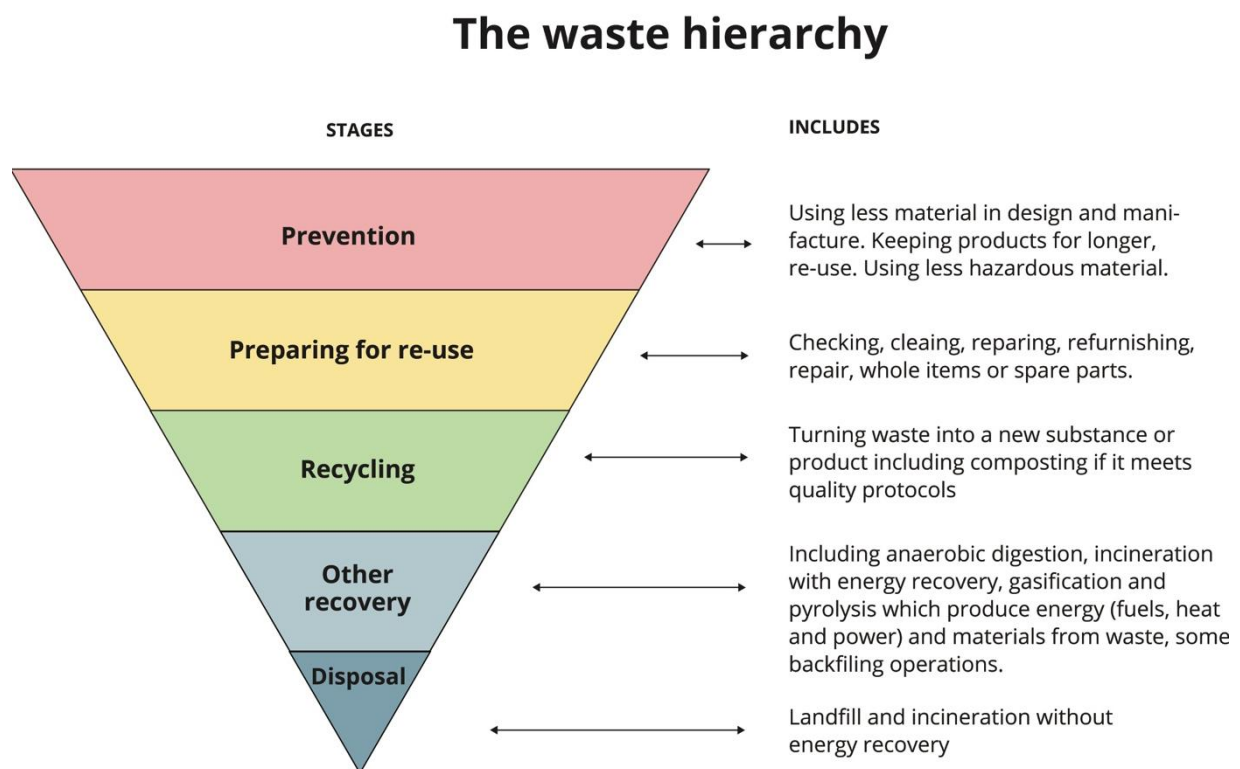 The waste hierarchy
STAGES
INCLUDES
Prevention
Using less material in design and mani-
facture. Keeping products for longer,
re-use. Using less hazardous material.
Preparing for re-use
Checking, cleaing, reparing, refurnishing,
repair, whole items or spare parts.
Recycling
Turning waste into a new substance or
product including composting if it meets
quality protocols
Other
recovery
Including anaerobic digestion, incineration
with energy recovery, gasification and
pyrolysis which produce energy (fuels, heat
and power) and materials from waste, some
backfiling operations.
Disposal
Landfill and incineration without
energy recovery